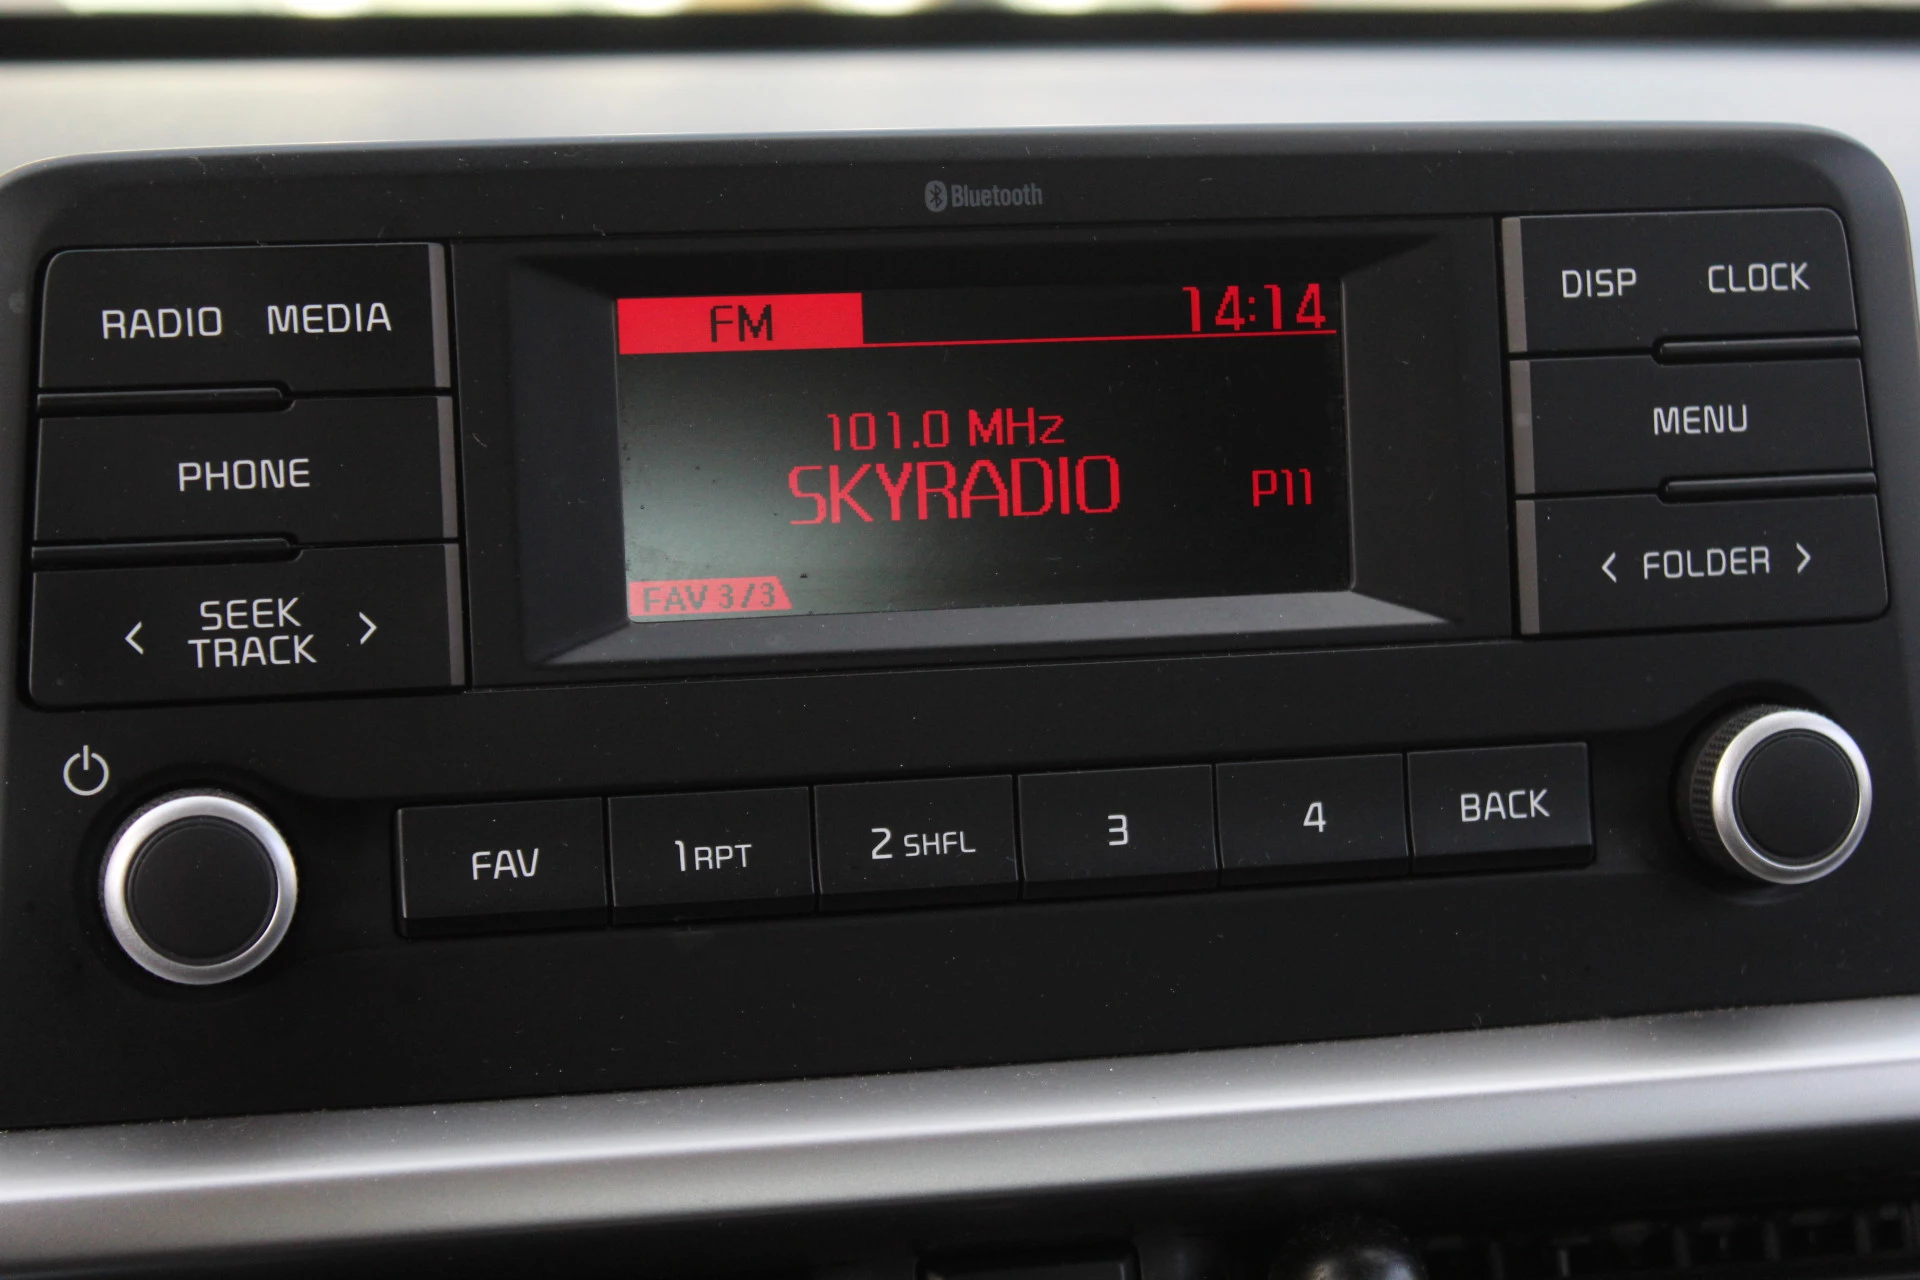 Bluetooth
RADIO MEDIA
PHONE
< SEEK TRACK >
FM 14:14
101.0 MHz
SKYRADIO P11
FAV 3/3
DISP CLOCK
MENU
< FOLDER >
FAV 1 RPT 2 SHFL 3 4 BACK